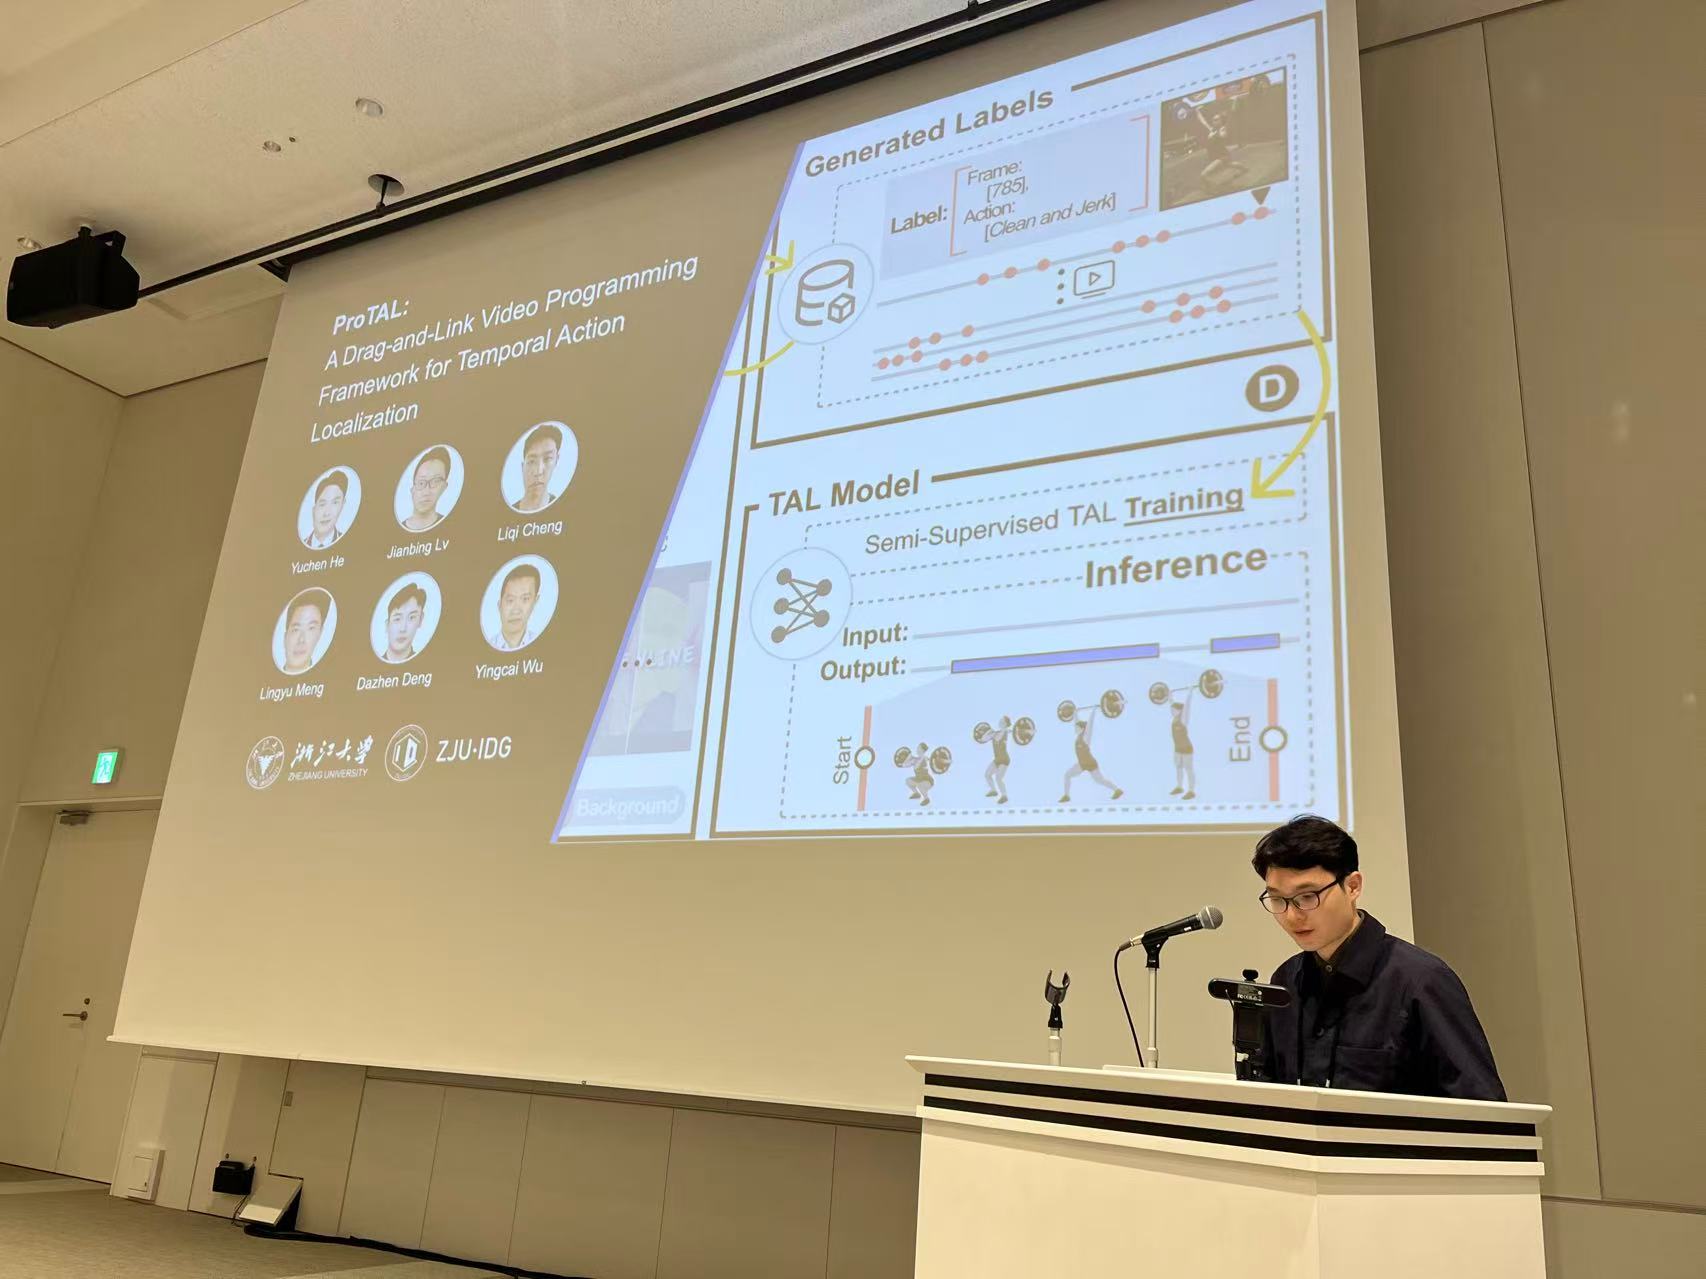 ProTAL:
A Drag-and-Link Video Programming
Framework for Temporal Action
Localization
Yuchen He
Jianbing Lv
Liqi Cheng
Lingyu Meng
Dazhen Deng
Yingcai Wu
浙江大学
ZHEJIANG UNIVERSITY
ZJU·IDG
Background
Generated Labels
Label:
Frame:
[785],
Action:
[Clean and Jerk]
D
TAL Model
Semi-Supervised TAL Training
Inference
Input:
Output:
Start
End